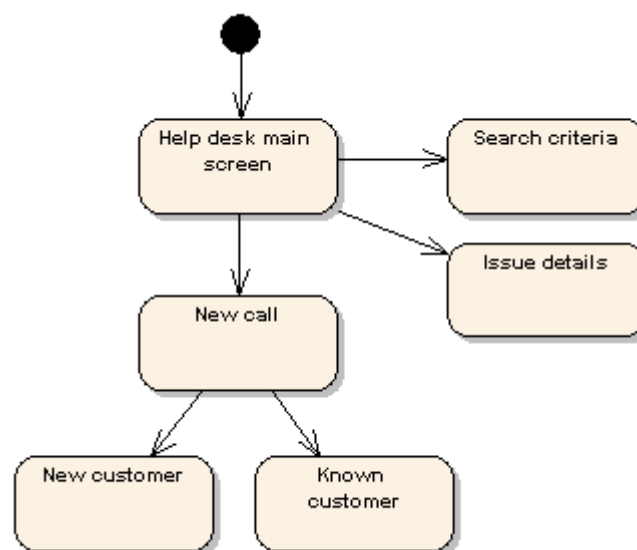 Help desk main
screen
Search criteria
Issue details
New call
New customer
Known
customer